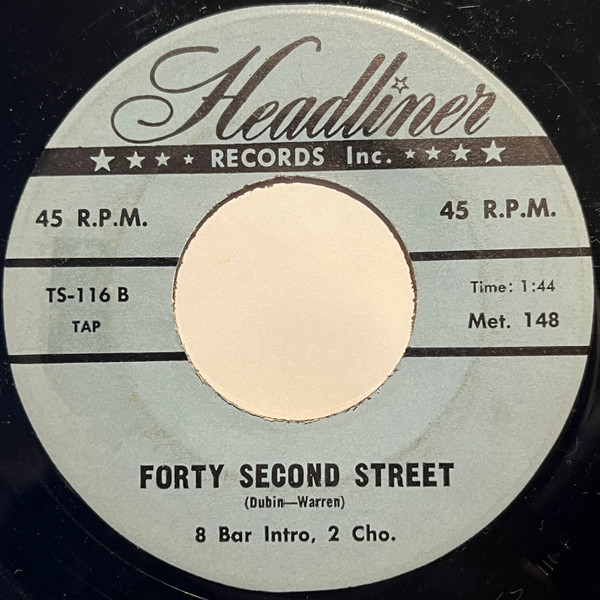 Headliner
RECORDS Inc.
45 R.P.M.
45 R.P.M.
TS-116 B
TAP
Time: 1:44
Met. 148
FORTY SECOND STREET
(Dubin—Warren)
8 Bar Intro, 2 Cho.